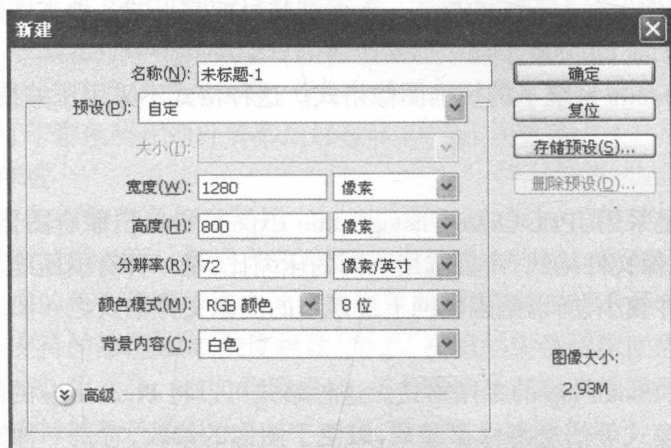 新建
名称(N): 未标题-1
确定
预设(P): 自定
复位
大小(I):
存储预设(S)...
宽度(W): 1280 像素
删除预设(D)...
高度(H): 800 像素
分辨率(R): 72 像素/英寸
颜色模式(M): RGB 颜色 8 位
背景内容(C): 白色
图像大小:
高级
2.93M